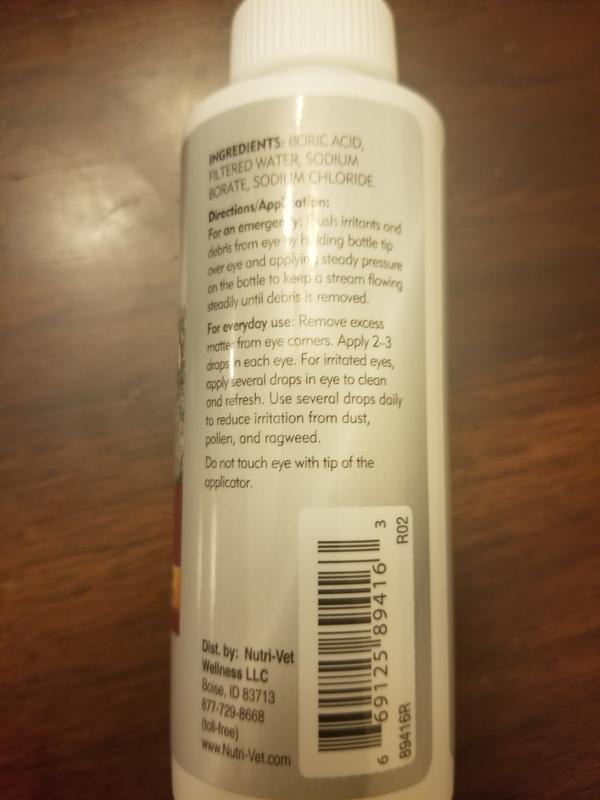 INGREDIENTS: BORIC ACID,
FILTERED WATER, SODIUM
BORATE, SODIUM CHLORIDE.
Directions/Application:
For an emergency: Flush irritants and
debris from eye by holding bottle tip
over eye and applying steady pressure
on the bottle to keep a stream flowing
steadily until debris is removed.
For everyday use: Remove excess
matter from eye corners. Apply 2–3
drops in each eye. For irritated eyes,
apply several drops in eye to clean
and refresh. Use several drops daily
to reduce irritation from dust,
pollen, and ragweed.
Do not touch eye with tip of the
applicator.
Dist. by: Nutri-Vet
Wellness LLC
Boise, ID 83713
877-729-8668
(toll-free)
www.Nutri-Vet.com
6 69125 89416 3
89416R R02